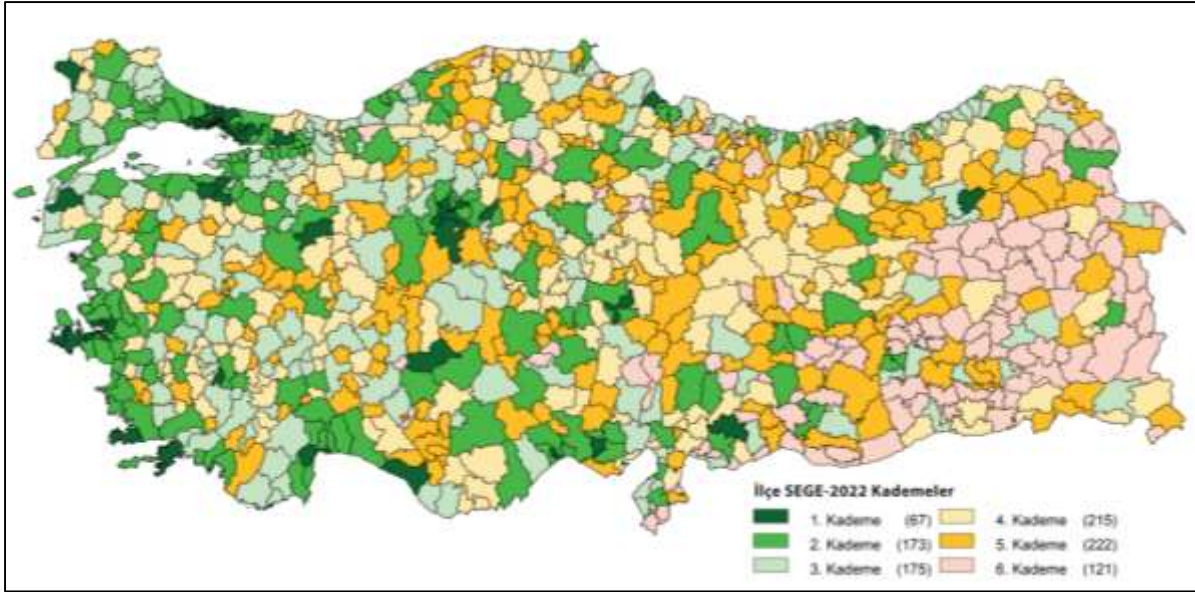 İlçe SEGE-2022 Kademeler
1. Kademe (67) 4. Kademe (215)
2. Kademe (173) 5. Kademe (222)
3. Kademe (175) 6. Kademe (121)